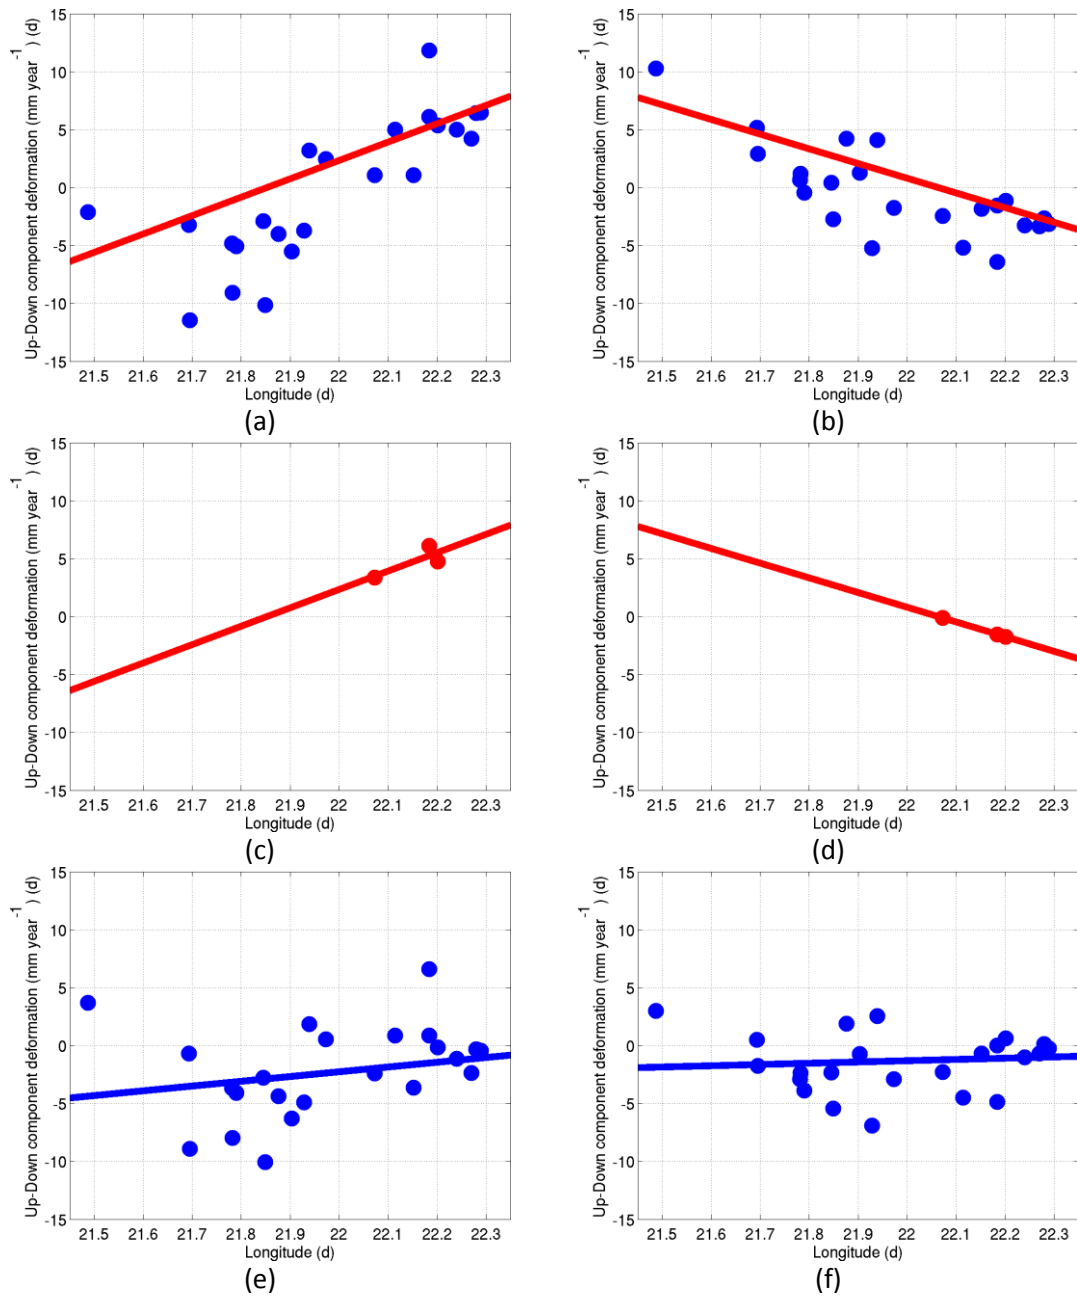 Up-Down component deformation (mm year-1) (d)
15
10
5
0
-5
-10
-15
21.5 21.6 21.7 21.8 21.9 22 22.1 22.2 22.3
Longitude (d)
(a)
Up-Down component deformation (mm year-1) (d)
15
10
5
0
-5
-10
-15
21.5 21.6 21.7 21.8 21.9 22 22.1 22.2 22.3
Longitude (d)
(b)
Up-Down component deformation (mm year-1) (d)
15
10
5
0
-5
-10
-15
21.5 21.6 21.7 21.8 21.9 22 22.1 22.2 22.3
Longitude (d)
(c)
Up-Down component deformation (mm year-1) (d)
15
10
5
0
-5
-10
-15
21.5 21.6 21.7 21.8 21.9 22 22.1 22.2 22.3
Longitude (d)
(d)
Up-Down component deformation (mm year-1) (d)
15
10
5
0
-5
-10
-15
21.5 21.6 21.7 21.8 21.9 22 22.1 22.2 22.3
Longitude (d)
(e)
Up-Down component deformation (mm year-1) (d)
15
10
5
0
-5
-10
-15
21.5 21.6 21.7 21.8 21.9 22 22.1 22.2 22.3
Longitude (d)
(f)